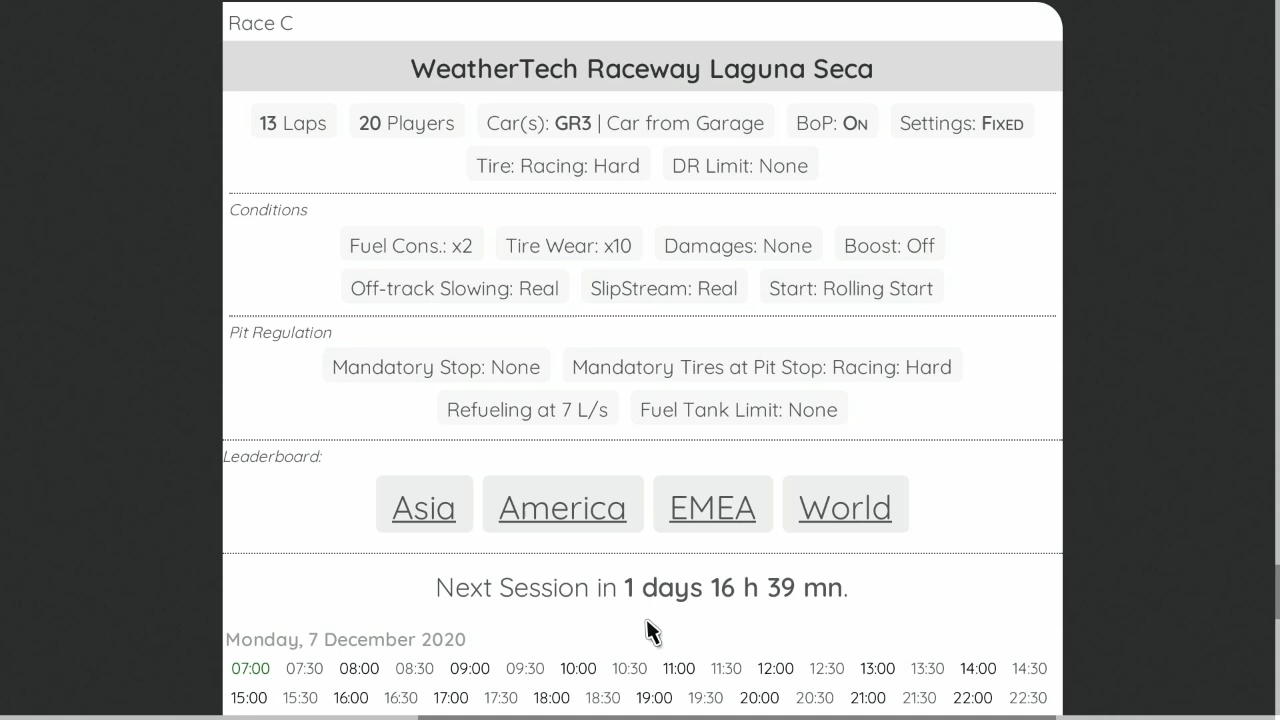 Race C
WeatherTech Raceway Laguna Seca
13 Laps 20 Players Car(s): GR3 | Car from Garage BoP: ON Settings: FIXED
Tire: Racing: Hard DR Limit: None
Conditions
Fuel Cons.: x2 Tire Wear: x10 Damages: None Boost: Off
Off-track Slowing: Real SlipStream: Real Start: Rolling Start
Pit Regulation
Mandatory Stop: None Mandatory Tires at Pit Stop: Racing: Hard
Refueling at 7 L/s Fuel Tank Limit: None
Leaderboard:
Asia America EMEA World
Next Session in 1 days 16 h 39 mn.
Monday, 7 December 2020
07:00 07:30 08:00 08:30 09:00 09:30 10:00 10:30 11:00 11:30 12:00 12:30 13:00 13:30 14:00 14:30
15:00 15:30 16:00 16:30 17:00 17:30 18:00 18:30 19:00 19:30 20:00 20:30 21:00 21:30 22:00 22:30